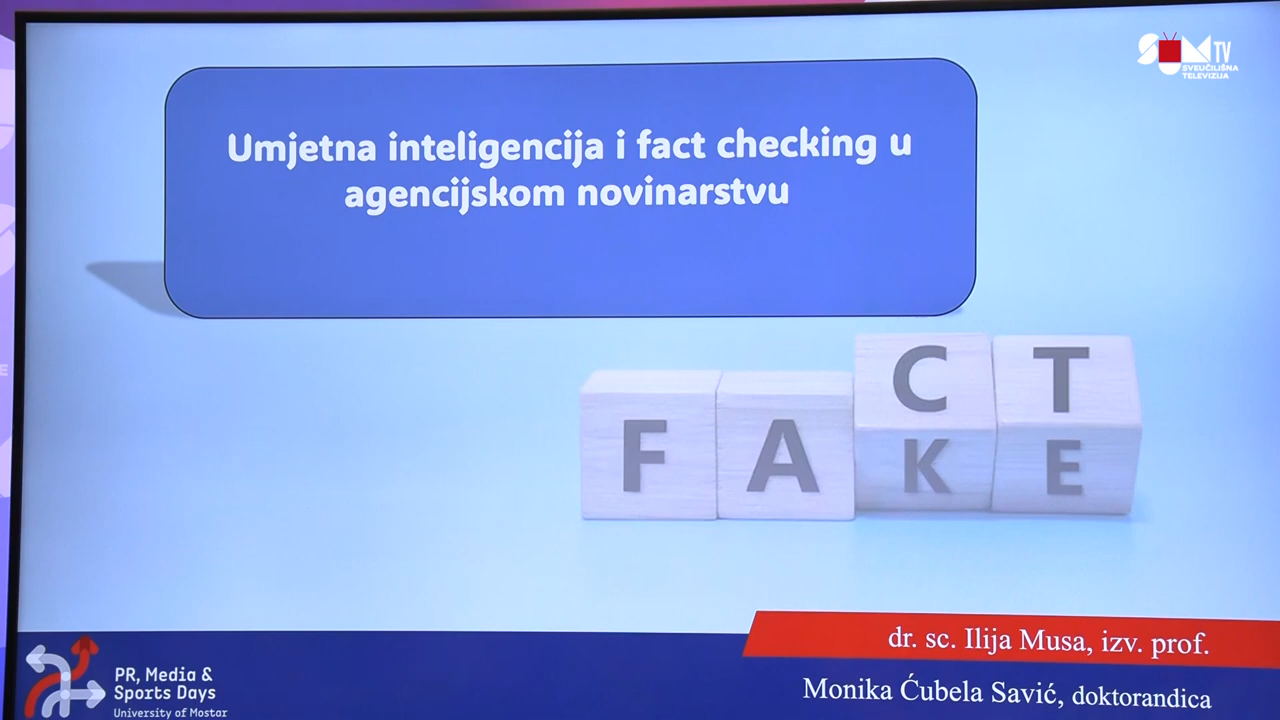 SUM TV
SVEUČILIŠNA
TELEVIZIJA
Umjetna inteligencija i fact checking u
agencijskom novinarstvu
C T
F A K E
dr. sc. Ilija Musa, izv. prof.
PR, Media &
Sports Days
University of Mostar
Monika Ćubela Savić, doktorandica